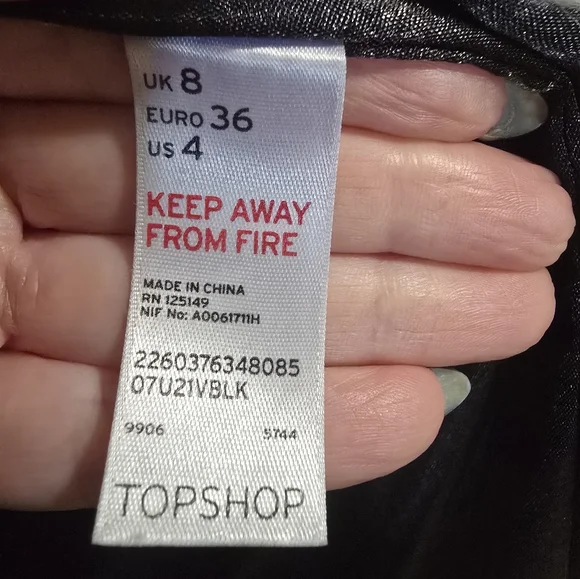 UK 8
EURO 36
US 4
KEEP AWAY
FROM FIRE
MADE IN CHINA
RN 125149
NIF No: A0061711H
2260376348085
07U21VBLK
9906 5744
TOPSHOP